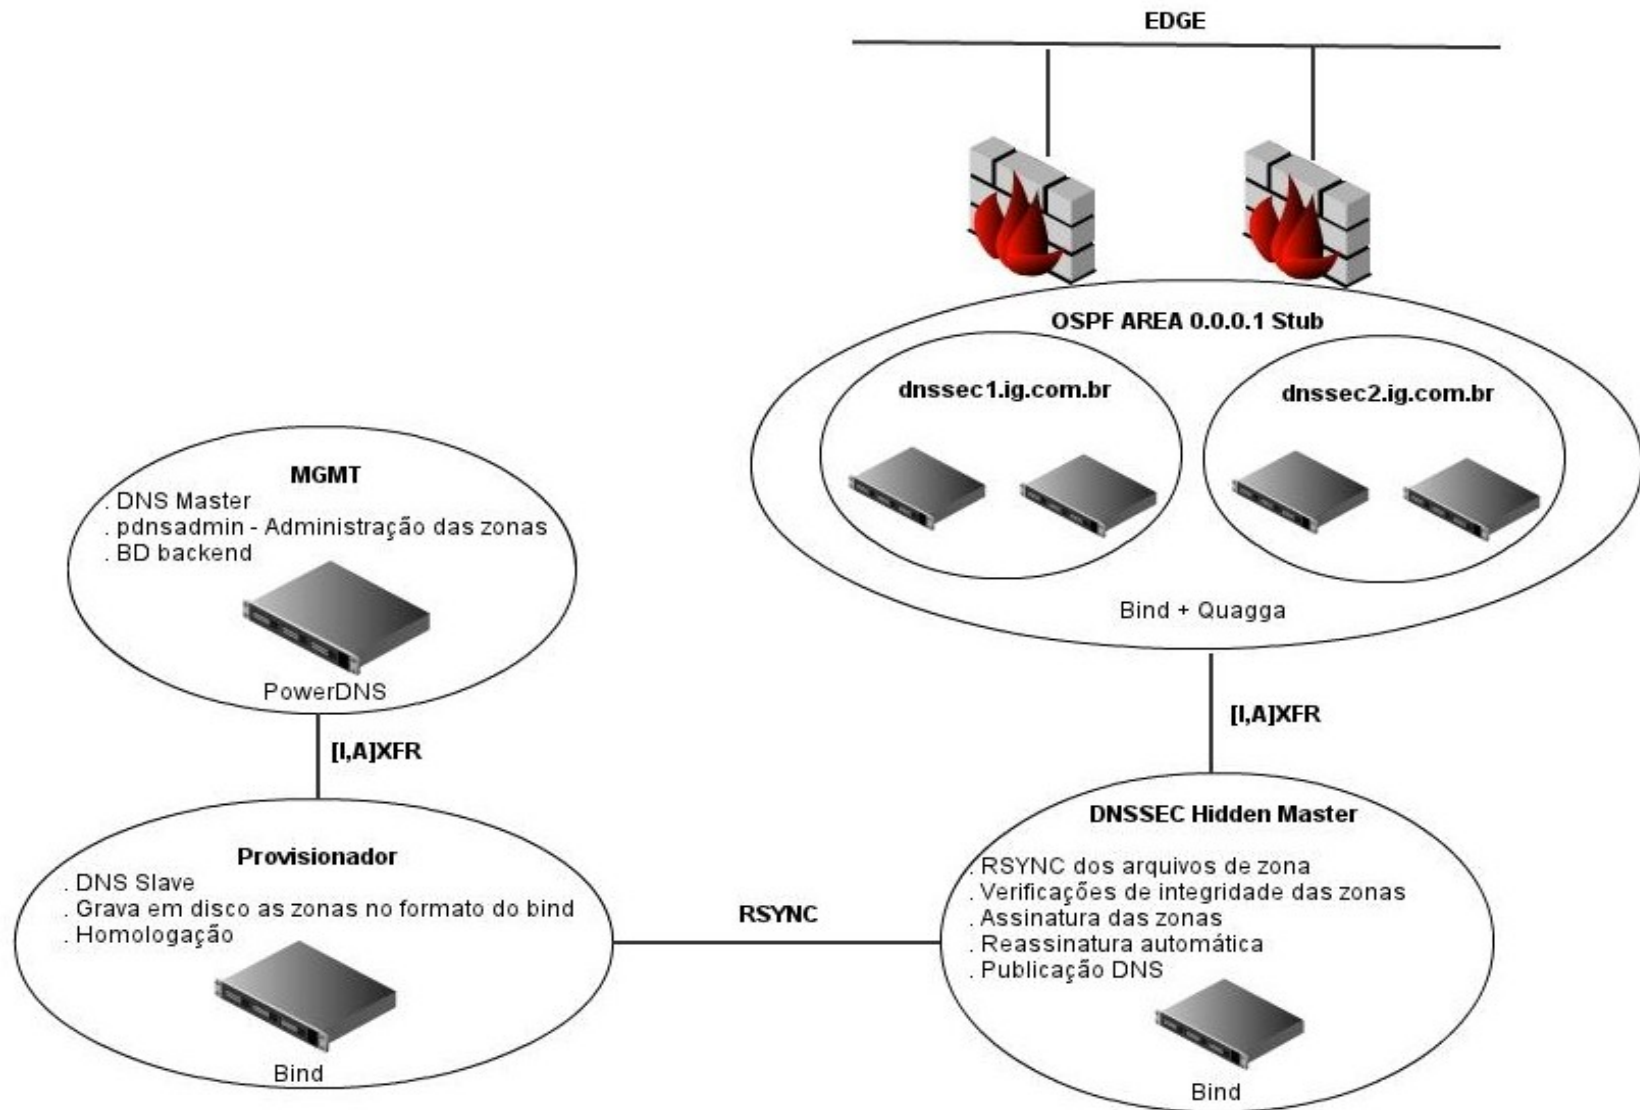 EDGE
OSPF AREA 0.0.0.1 Stub
dnssec1.ig.com.br
dnssec2.ig.com.br
Bind + Quagga
MGMT
. DNS Master
. pdnsadmin - Administração das zonas
. BD backend
PowerDNS
[I,A]XFR
[I,A]XFR
Provisionador
. DNS Slave
. Grava em disco as zonas no formato do bind
. Homologação
Bind
RSYNC
DNSSEC Hidden Master
. RSYNC dos arquivos de zona
. Verificações de integridade das zonas
. Assinatura das zonas
. Reassinatura automática
. Publicação DNS
Bind